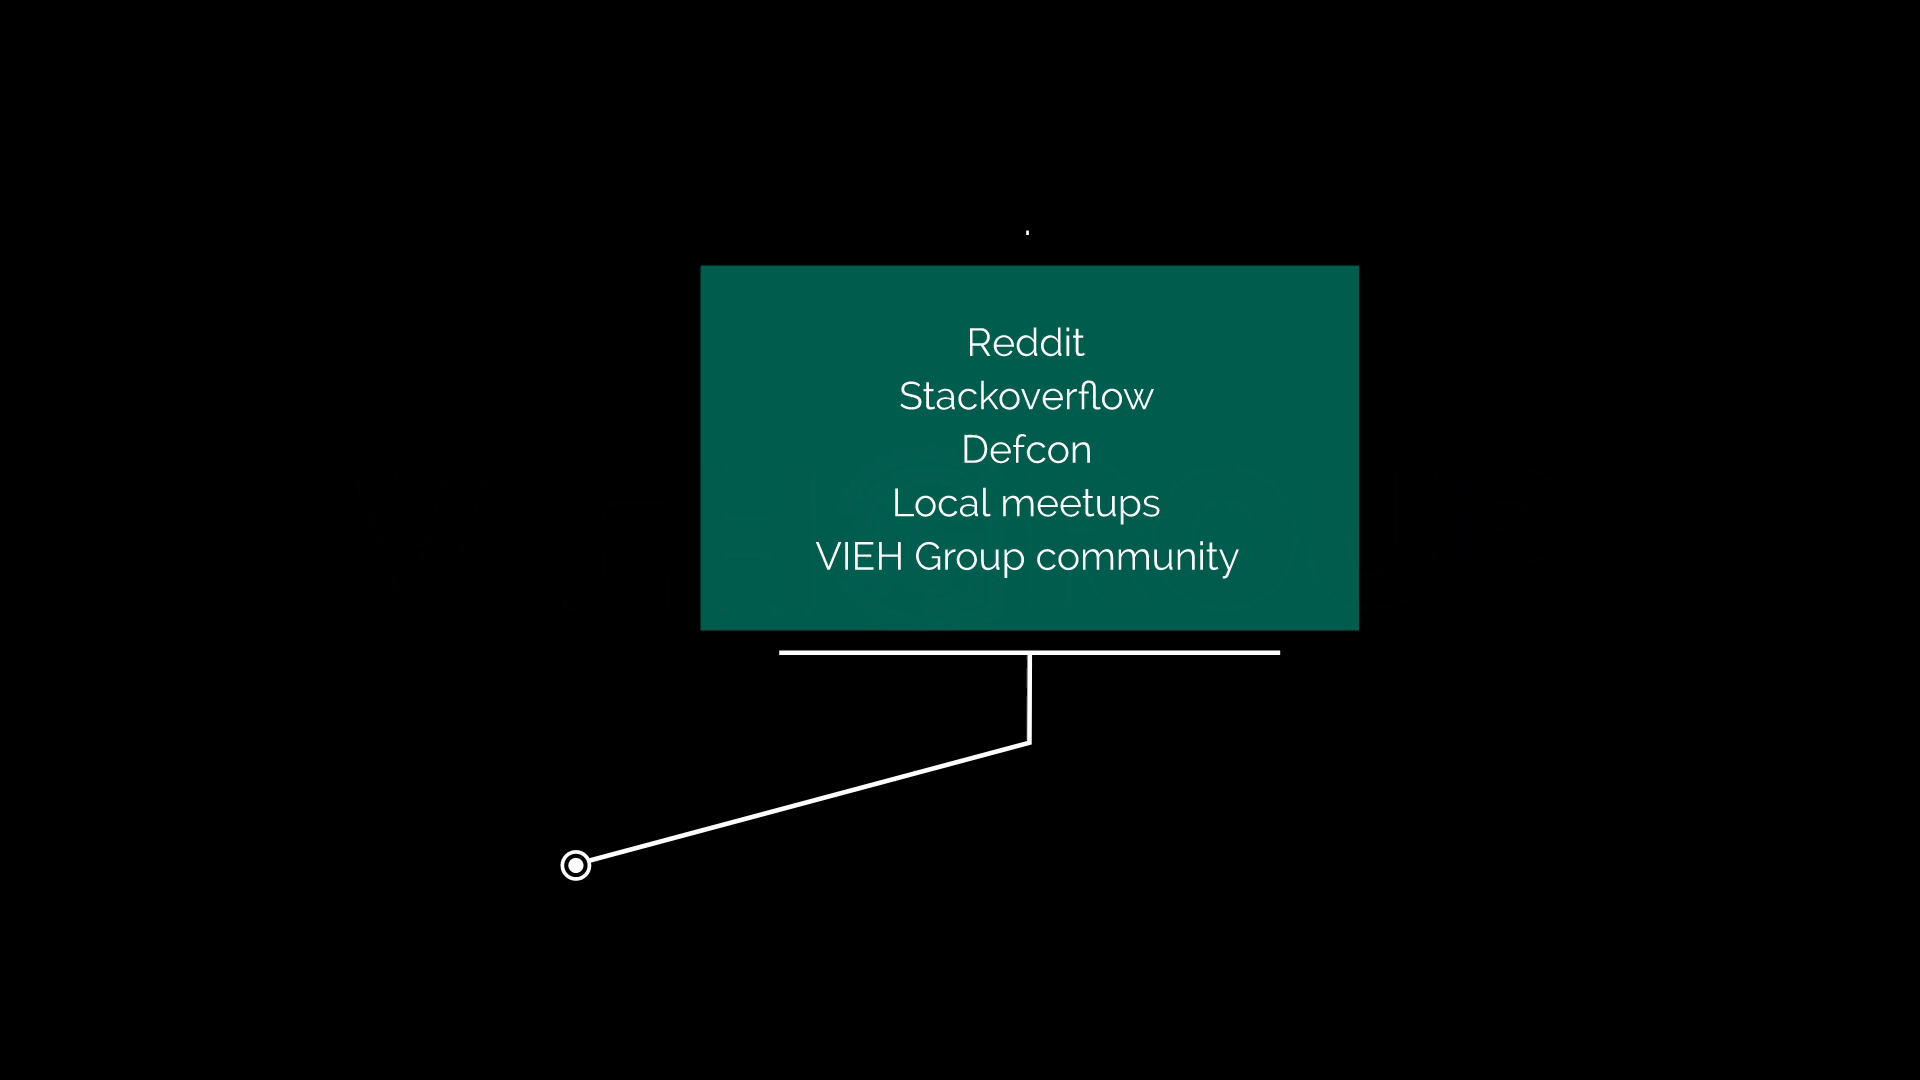 Reddit
Stackoverflow
Defcon
Local meetups
VIEH Group community